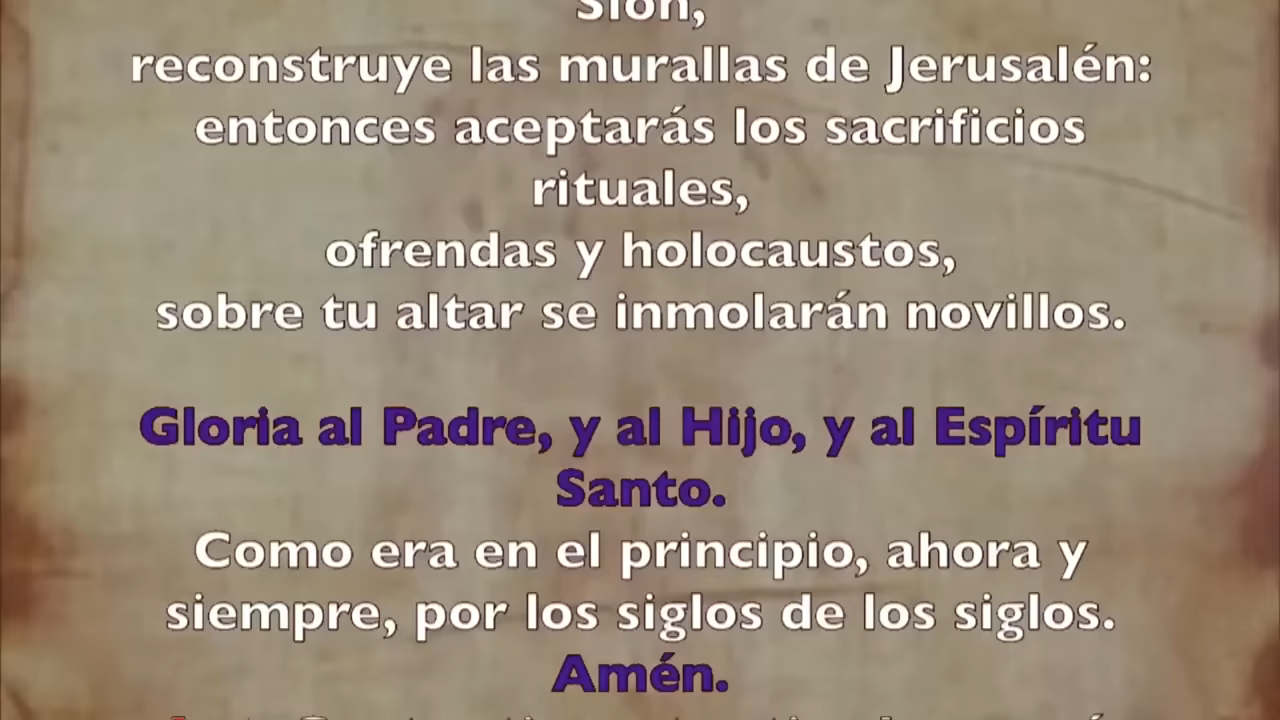 Sión,
reconstruye las murallas de Jerusalén:
entonces aceptarás los sacrificios
rituales,
ofrendas y holocaustos,
sobre tu altar se inmolarán novillos.
Gloria al Padre, y al Hijo, y al Espíritu
Santo.
Como era en el principio, ahora y
siempre, por los siglos de los siglos.
Amén.